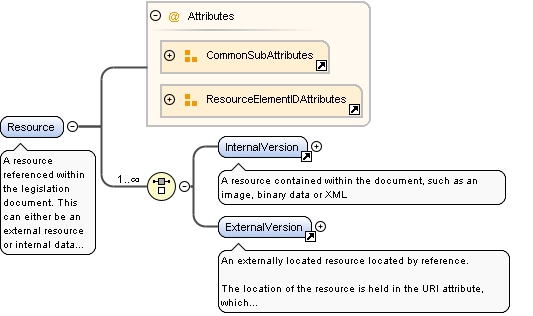 Attributes
CommonSubAttributes
ResourceElementIDAttributes
Resource
A resource
referenced within
the legislation
document. This
can either be an
external resource
or internal data...
1..∞
InternalVersion
A resource contained within the document, such as an
image, binary data or XML
ExternalVersion
An externally located resource located by reference.
The location of the resource is held in the URI attribute,
which...